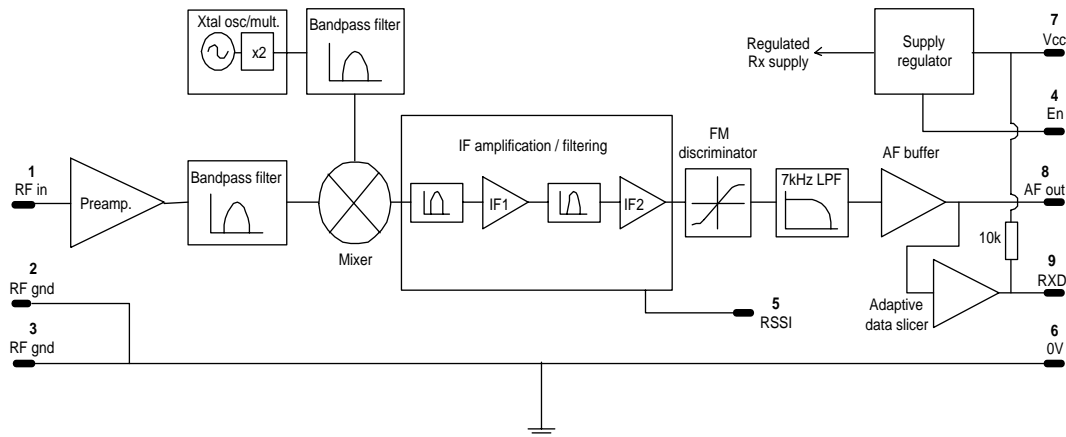 Xtal osc/mult.
x2
Bandpass filter
7
Vcc
Regulated
Rx supply
Supply
regulator
4
En
IF amplification / filtering
FM
discriminator
AF buffer
1
RF in
Preamp.
Bandpass filter
Mixer
IF1
IF2
7kHz LPF
8
AF out
10k
2
RF gnd
9
RXD
Adaptive
data slicer
5
RSSI
3
RF gnd
6
0V